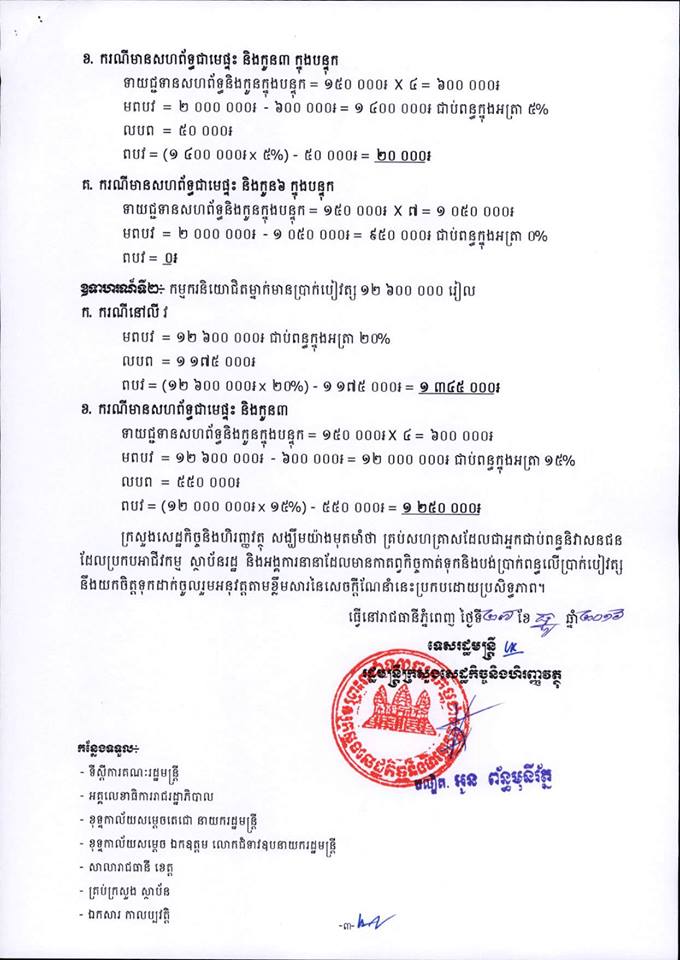 ខ. ករណីមានសហព័ទ្ធជាមេផ្ទះ និងកូន៣ ក្នុងបន្ទុក
ទាយជ្ជទានសហព័ទ្ធនិងកូនក្នុងបន្ទុក = ១៥០ ០០០៛ X ៤ = ៦០០ ០០០៛
មពបវ = ២ ០០០ ០០០៛ - ៦០០ ០០០៛ = ១ ៤០០ ០០០៛ ជាប់ពន្ធក្នុងអត្រា ៥%
លបព = ៥០ ០០០៛
ពបវ = (១ ៤០០ ០០០៛ x ៥%) - ៥០ ០០០៛ = ២០ ០០០៛
គ. ករណីមានសហព័ទ្ធជាមេផ្ទះ និងកូន៦ ក្នុងបន្ទុក
ទាយជ្ជទានសហព័ទ្ធនិងកូនក្នុងបន្ទុក = ១៥០ ០០០៛ X ៧ = ១ ០៥០ ០០០៛
មពបវ = ២ ០០០ ០០០៛ - ១ ០៥០ ០០០៛ = ៩៥០ ០០០៛ ជាប់ពន្ធក្នុងអត្រា ០%
ពបវ = ០៛
ឧទាហរណ៍ទី២៖ កម្មករនិយោជិតម្នាក់មានប្រាក់បៀវត្ស ១២ ៦០០ ០០០ រៀល
ក. ករណីនៅលីវ
មពបវ = ១២ ៦០០ ០០០៛ ជាប់ពន្ធក្នុងអត្រា ២០%
លបព = ១ ១៧៥ ០០០៛
ពបវ = (១២ ៦០០ ០០០៛ x ២០%) - ១ ១៧៥ ០០០៛ = ១ ៣៤៥ ០០០៛
ខ. ករណីមានសហព័ទ្ធជាមេផ្ទះ និងកូន៣
ទាយជ្ជទានសហព័ទ្ធនិងកូនក្នុងបន្ទុក = ១៥០ ០០០៛ X ៤ = ៦០០ ០០០៛
មពបវ = ១២ ៦០០ ០០០៛ - ៦០០ ០០០៛ = ១២ ០០០ ០០០៛ ជាប់ពន្ធក្នុងអត្រា ១៥%
លបព = ៥៥០ ០០០៛
ពបវ = (១២ ០០០ ០០០៛ x ១៥%) - ៥៥០ ០០០៛ = ១ ២៥០ ០០០៛
ក្រសួងសេដ្ឋកិច្ចនិងហិរញ្ញវត្ថុ សង្ឃឹមយ៉ាងមុតមាំថា គ្រប់សហគ្រាសដែលជាអ្នកជាប់ពន្ធនិវាសនជន
ដែលប្រកបអាជីវកម្ម ស្ថាប័នរដ្ឋ និងអង្គការនានាដែលមានកាតព្វកិច្ចកាត់ទុកនិងបង់ប្រាក់ពន្ធលើប្រាក់បៀវត្ស
នឹងយកចិត្តទុកដាក់ចូលរួមអនុវត្តតាមខ្លឹមសារនៃសេចក្ដីណែនាំនេះប្រកបដោយប្រសិទ្ធភាព។
ធ្វើនៅរាជធានីភ្នំពេញ ថ្ងៃទី២៧ ខែ ធ្នូ ឆ្នាំ២០១៦
ទេសរដ្ឋមន្ត្រី
រដ្ឋមន្ត្រីក្រសួងសេដ្ឋកិច្ចនិងហិរញ្ញវត្ថុ
បណ្ឌិត. អូន ព័ន្ធមុនីរ័ត្ន
កន្លែងទទួល៖
- ទីស្ដីការគណៈរដ្ឋមន្ត្រី
- អគ្គលេខាធិការរាជរដ្ឋាភិបាល
- ខុទ្ទកាល័យសម្ដេចតេជោ នាយករដ្ឋមន្ត្រី
- ខុទ្ទកាល័យសម្ដេច ឯកឧត្ដម លោកជំទាវឧបនាយករដ្ឋមន្ត្រី
- សាលារាជធានី ខេត្ត
- គ្រប់ក្រសួង ស្ថាប័ន
- ឯកសារ កាលប្បវត្តិ
-៣-